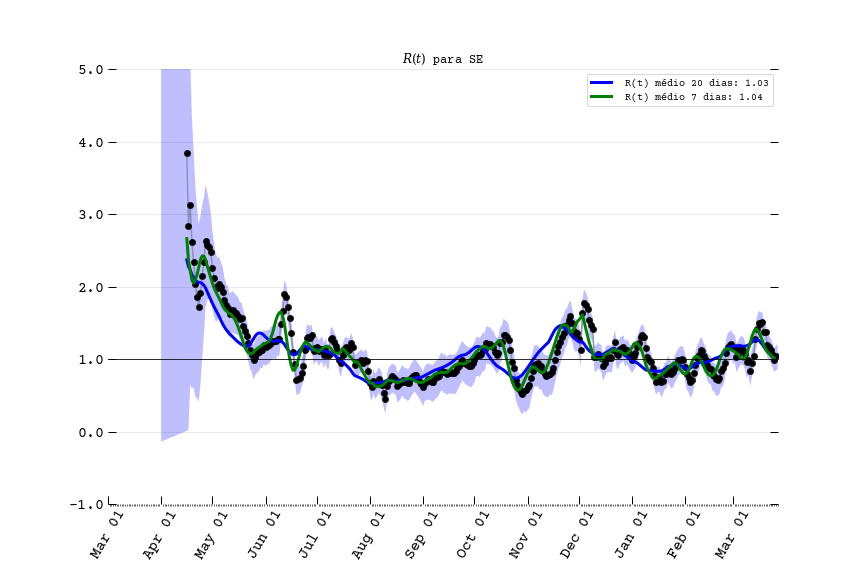 R(t) para SE
R(t) médio 20 dias: 1.03
R(t) médio 7 dias: 1.04
5.0
4.0
3.0
2.0
1.0
0.0
-1.0
Mar 01
Apr 01
May 01
Jun 01
Jul 01
Aug 01
Sep 01
Oct 01
Nov 01
Dec 01
Jan 01
Feb 01
Mar 01